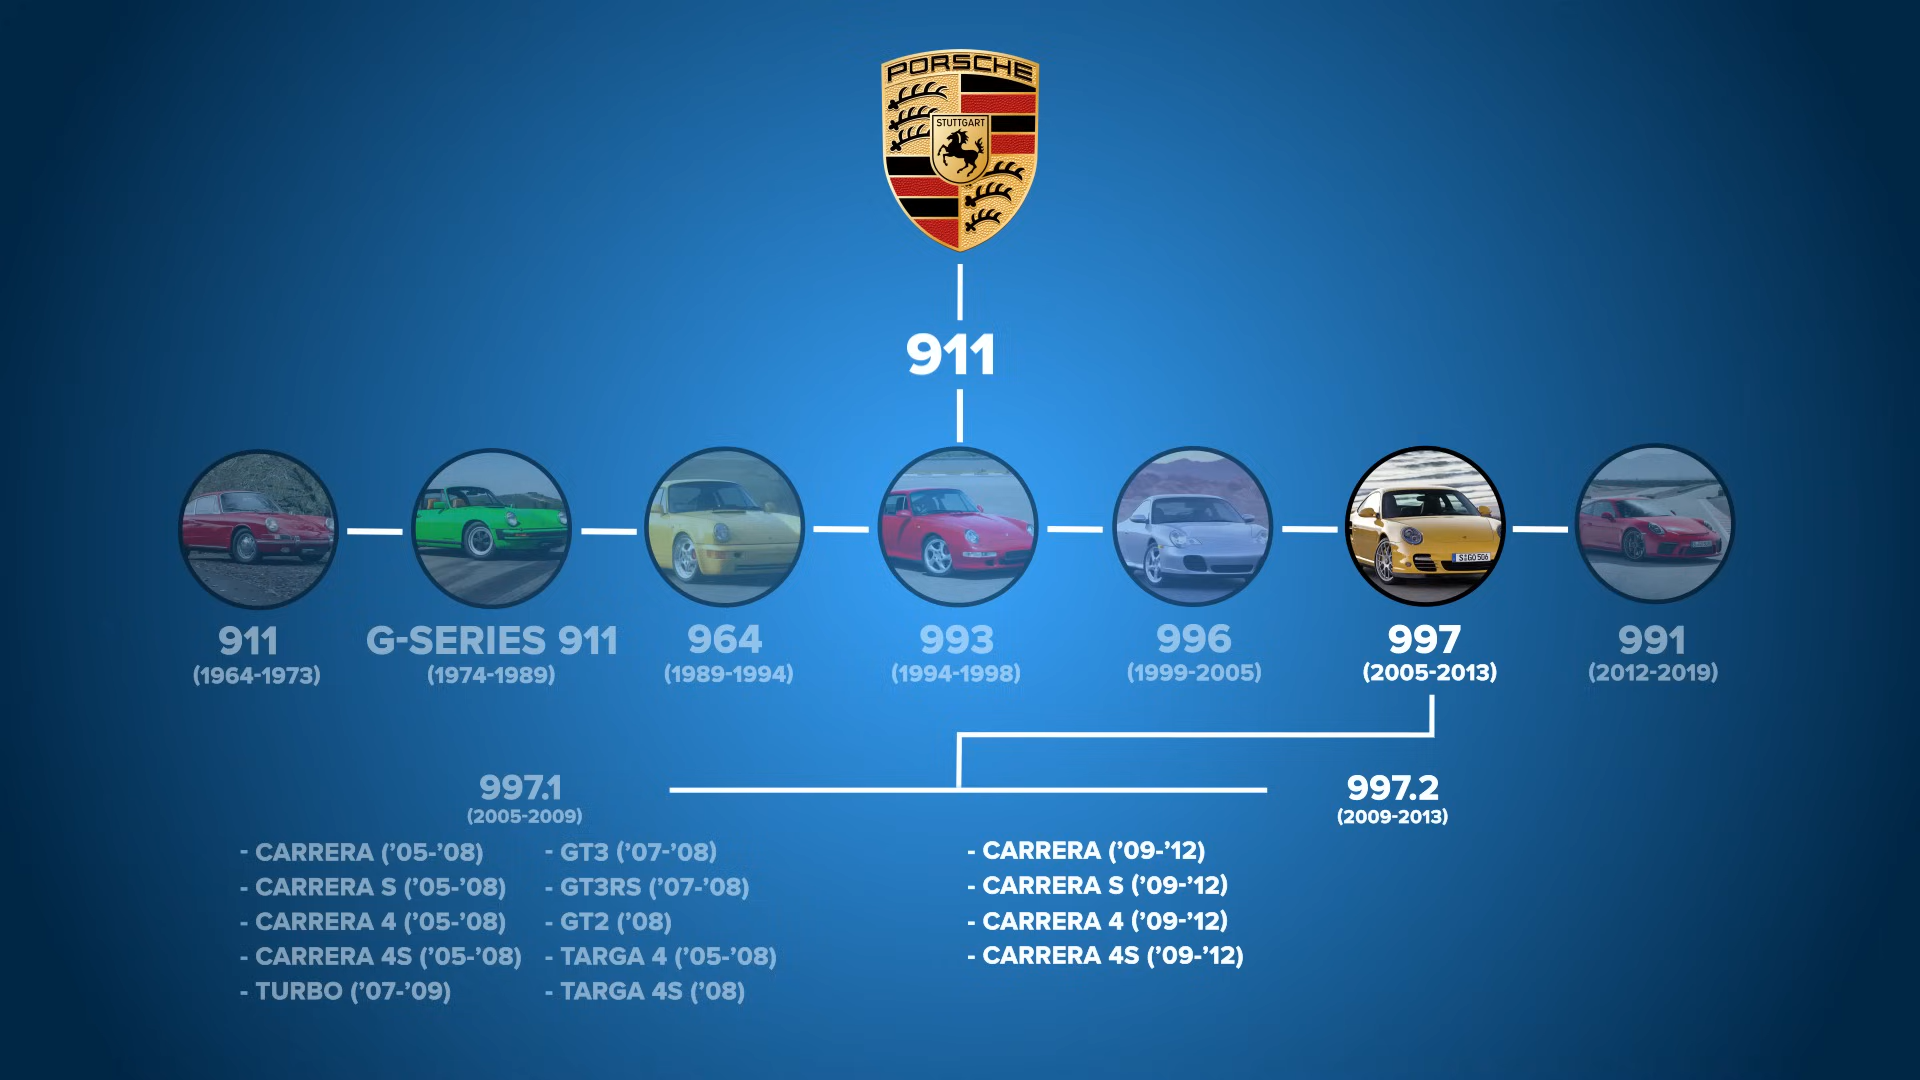 PORSCHE
STUTTGART
911
S:GO 506
911
(1964-1973)
G-SERIES 911
(1974-1989)
964
(1989-1994)
993
(1994-1998)
996
(1999-2005)
997
(2005-2013)
991
(2012-2019)
997.1
(2005-2009)
- CARRERA ('05-'08)
- CARRERA S ('05-'08)
- CARRERA 4 ('05-'08)
- CARRERA 4S ('05-'08)
- TURBO ('07-'09)
- GT3 ('07-'08)
- GT3RS ('07-'08)
- GT2 ('08)
- TARGA 4 ('05-'08)
- TARGA 4S ('08)
997.2
(2009-2013)
- CARRERA ('09-'12)
- CARRERA S ('09-'12)
- CARRERA 4 ('09-'12)
- CARRERA 4S ('09-'12)